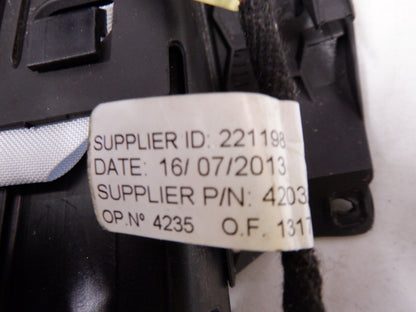 SUPPLIER ID: 221198
DATE: 16/07/2013
SUPPLIER P/N: 4203
OP.Nº 4235 O.F. 1317